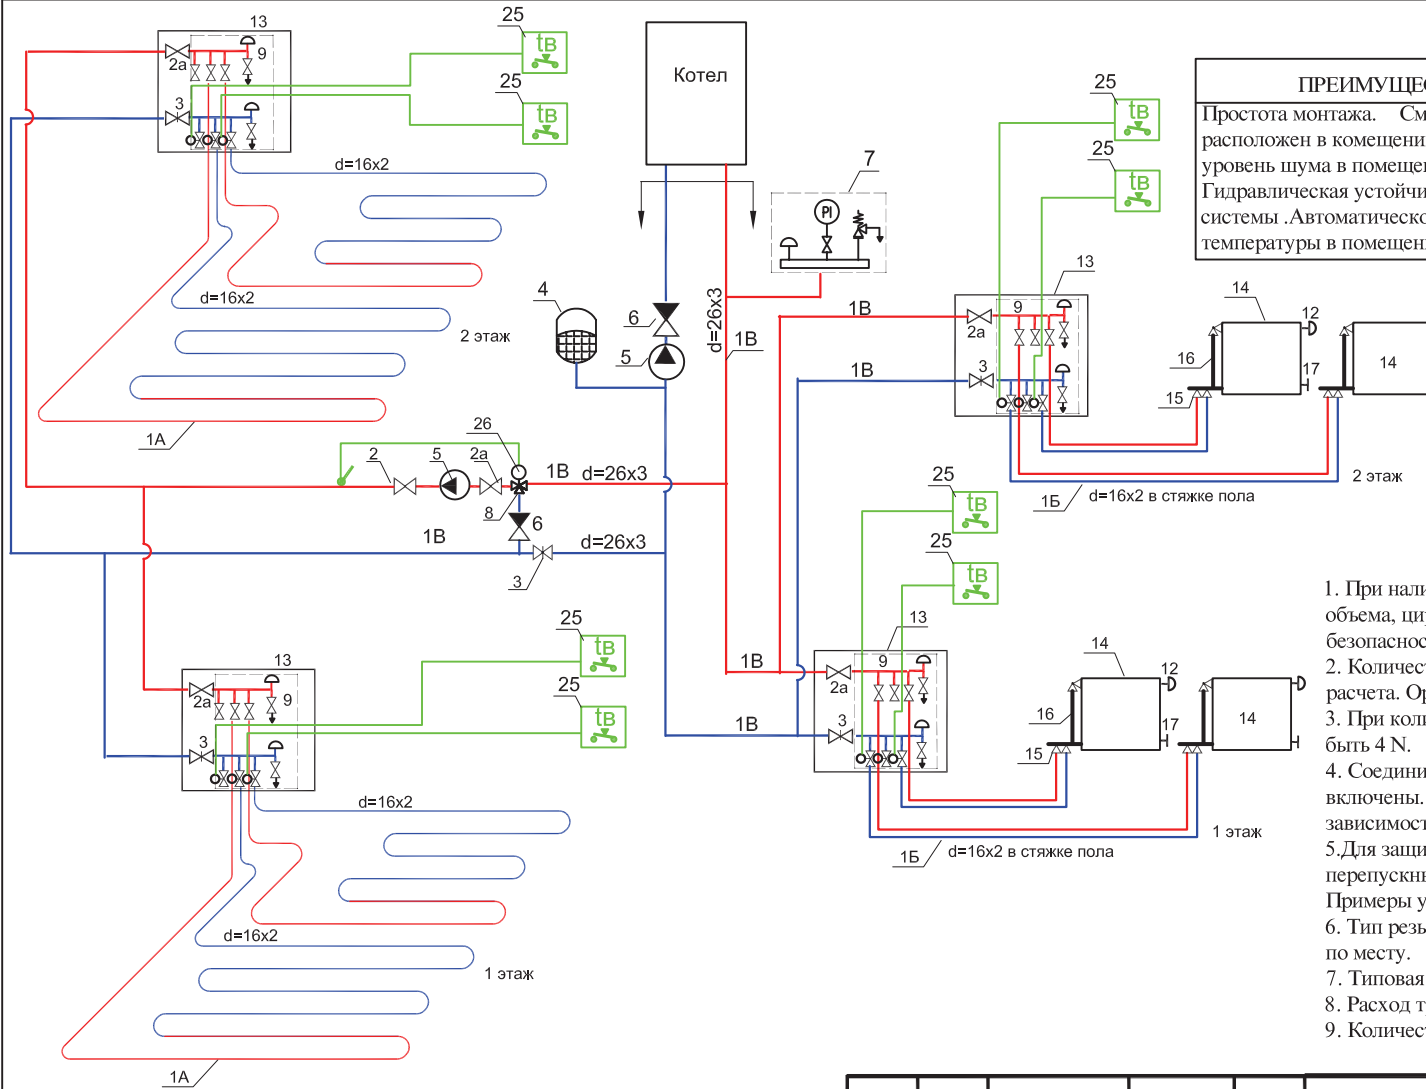 13
9
2а
3
25
tв
25
tв
d=16x2
d=16x2
2 этаж
1А
Котел
7
PI
4
6
5
d=26x3
1В
2
5
2а
26
8
6
1В
d=26x3
1В
d=26x3
3
25
tв
25
tв
13
9
2а
3
1В
1В
14
12
16
17
15
14
2 этаж
1Б
d=16x2 в стяжке пола
ПРЕИМУЩЕ
Простота монтажа. См
расположен в комещени
уровень шума в помеще
Гидравлическая устойчи
системы .Автоматическо
температуры в помещен
25
tв
25
tв
13
9
2а
3
1В
1В
14
12
16
17
15
14
1 этаж
1Б
d=16x2 в стяжке пола
25
tв
25
tв
13
9
2а
3
d=16x2
d=16x2
1 этаж
1А
1. При нали
объема, ци
безопаснос
2. Количест
расчета. Ор
3. При коли
быть 4 N.
4. Соедини
включены.
зависимост
5.Для защи
перепускны
Примеры у
6. Тип резь
по месту.
7. Типовая
8. Расход т
9. Количес